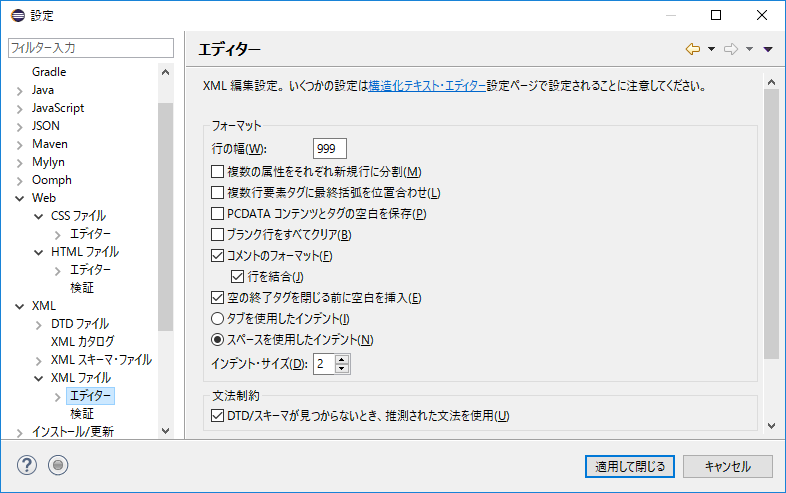 設定
フィルター入力
Gradle
Java
JavaScript
JSON
Maven
Mylyn
Oomph
Web
CSS ファイル
エディター
HTML ファイル
エディター
検証
XML
DTD ファイル
XML カタログ
XML スキーマ・ファイル
XML ファイル
エディター
検証
インストール/更新
エディター
XML 編集設定。いくつかの設定は構造化テキスト・エディター設定ページで設定されることに注意してください。
フォーマット
行の幅(W): 999
複数の属性をそれぞれ新規行に分割(M)
複数行要素タグに最終括弧を位置合わせ(L)
PCDATA コンテンツとタグの空白を保存(P)
ブランク行をすべてクリア(B)
コメントのフォーマット(F)
行を結合(J)
空の終了タグを閉じる前に空白を挿入(E)
タブを使用したインデント(I)
スペースを使用したインデント(N)
インデント・サイズ(D): 2
文法制約
DTD/スキーマが見つからないとき、推測された文法を使用(U)
? 適用して閉じる キャンセル